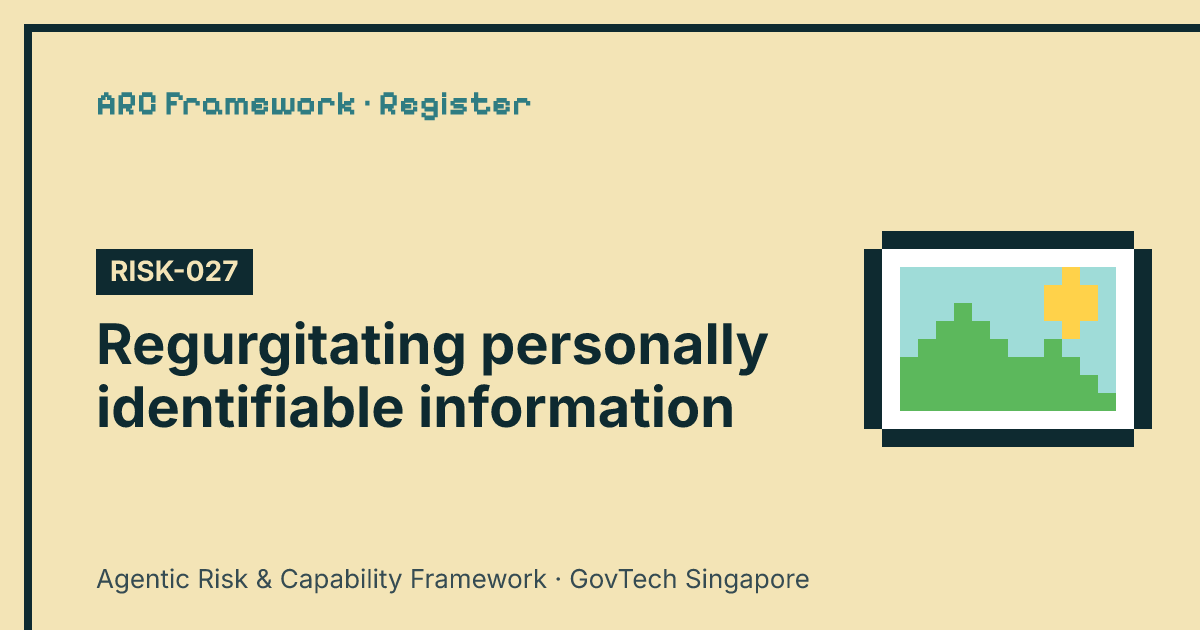 ARC Framework · Register
RISK-027
Regurgitating personally
identifiable information
Agentic Risk & Capability Framework · GovTech Singapore